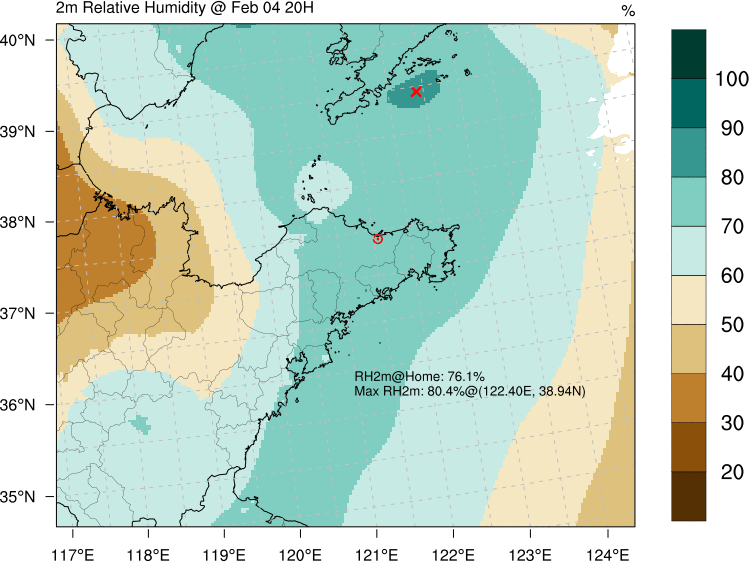 2m Relative Humidity @ Feb 04 20H
%
40°N
39°N
38°N
37°N
36°N
35°N
RH2m@Home: 76.1%
Max RH2m: 80.4%@(122.40E, 38.94N)
117°E 118°E 119°E 120°E 121°E 122°E 123°E 124°E
100
90
80
70
60
50
40
30
20